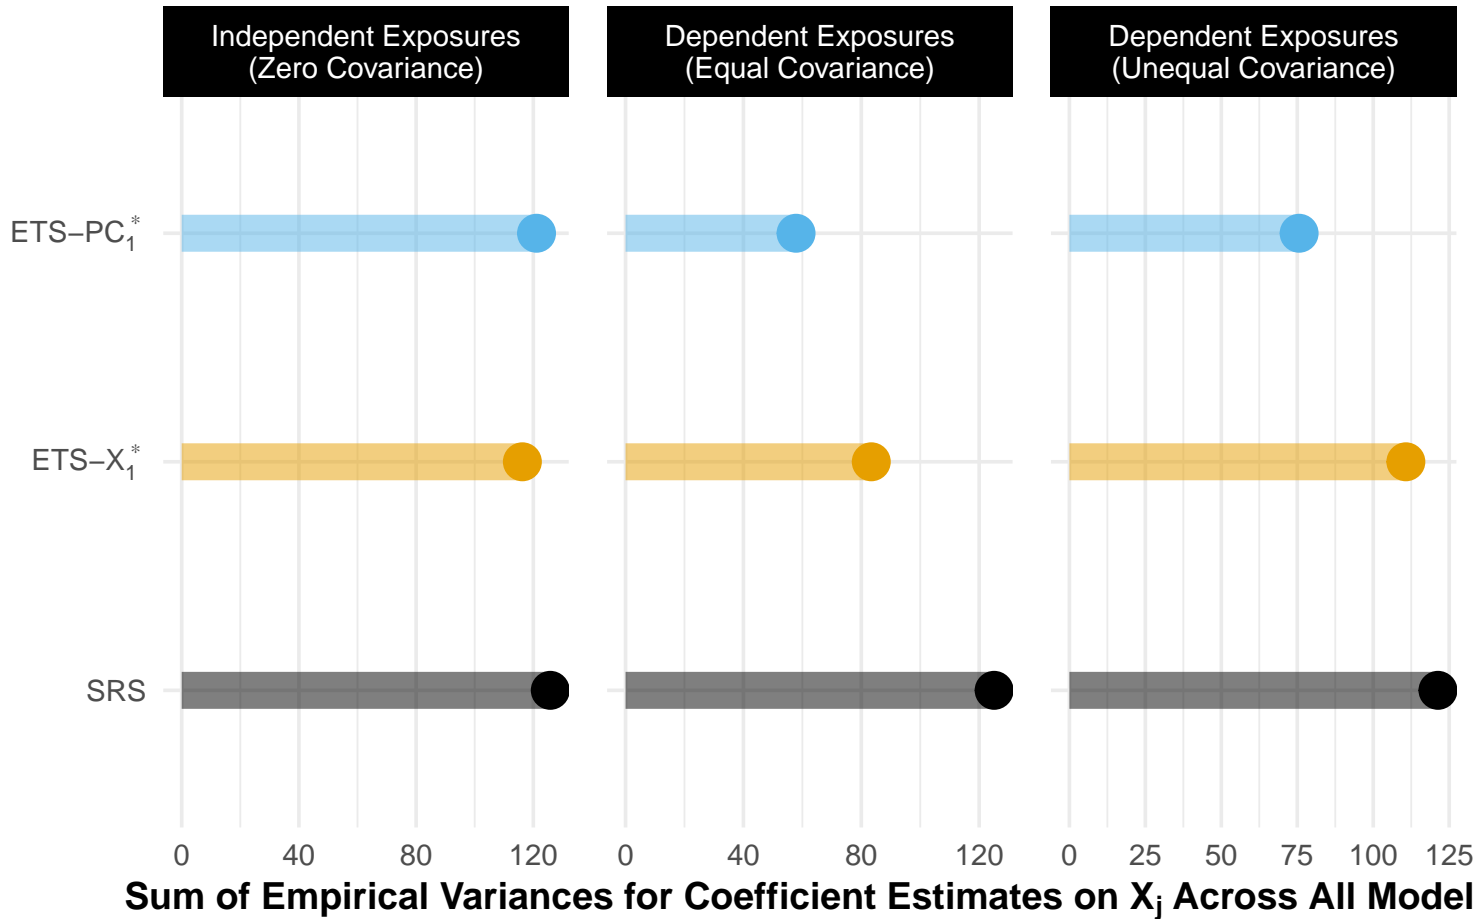 Independent Exposures
(Zero Covariance)
Dependent Exposures
(Equal Covariance)
Dependent Exposures
(Unequal Covariance)
ETS−PC₁*
ETS−X₁*
SRS
0 40 80 120
0 40 80 120
0 25 50 75 100 125
Sum of Empirical Variances for Coefficient Estimates on Xⱼ Across All Model